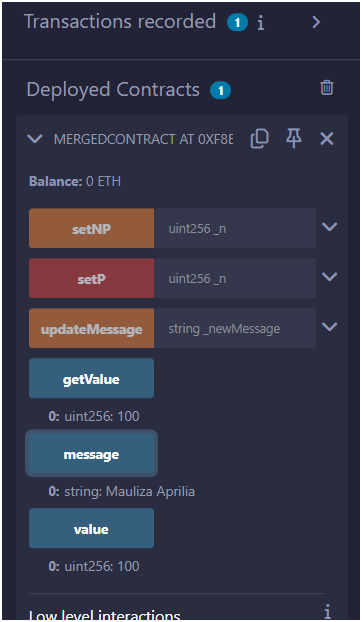 Transactions recorded 1 i
Deployed Contracts 1
MERGEDCONTRACT AT 0XF8E
Balance: 0 ETH
setNP uint256 _n
setP uint256 _n
updateMessage string _newMessage
getValue
0: uint256: 100
message
0: string: Mauliza Aprilia
value
0: uint256: 100
Low level interactions i